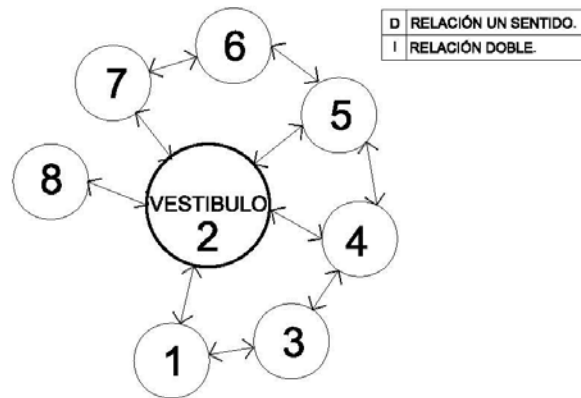 6
D RELACIÓN UN SENTIDO.
I RELACIÓN DOBLE.
7
5
8
VESTIBULO
2
4
3
1